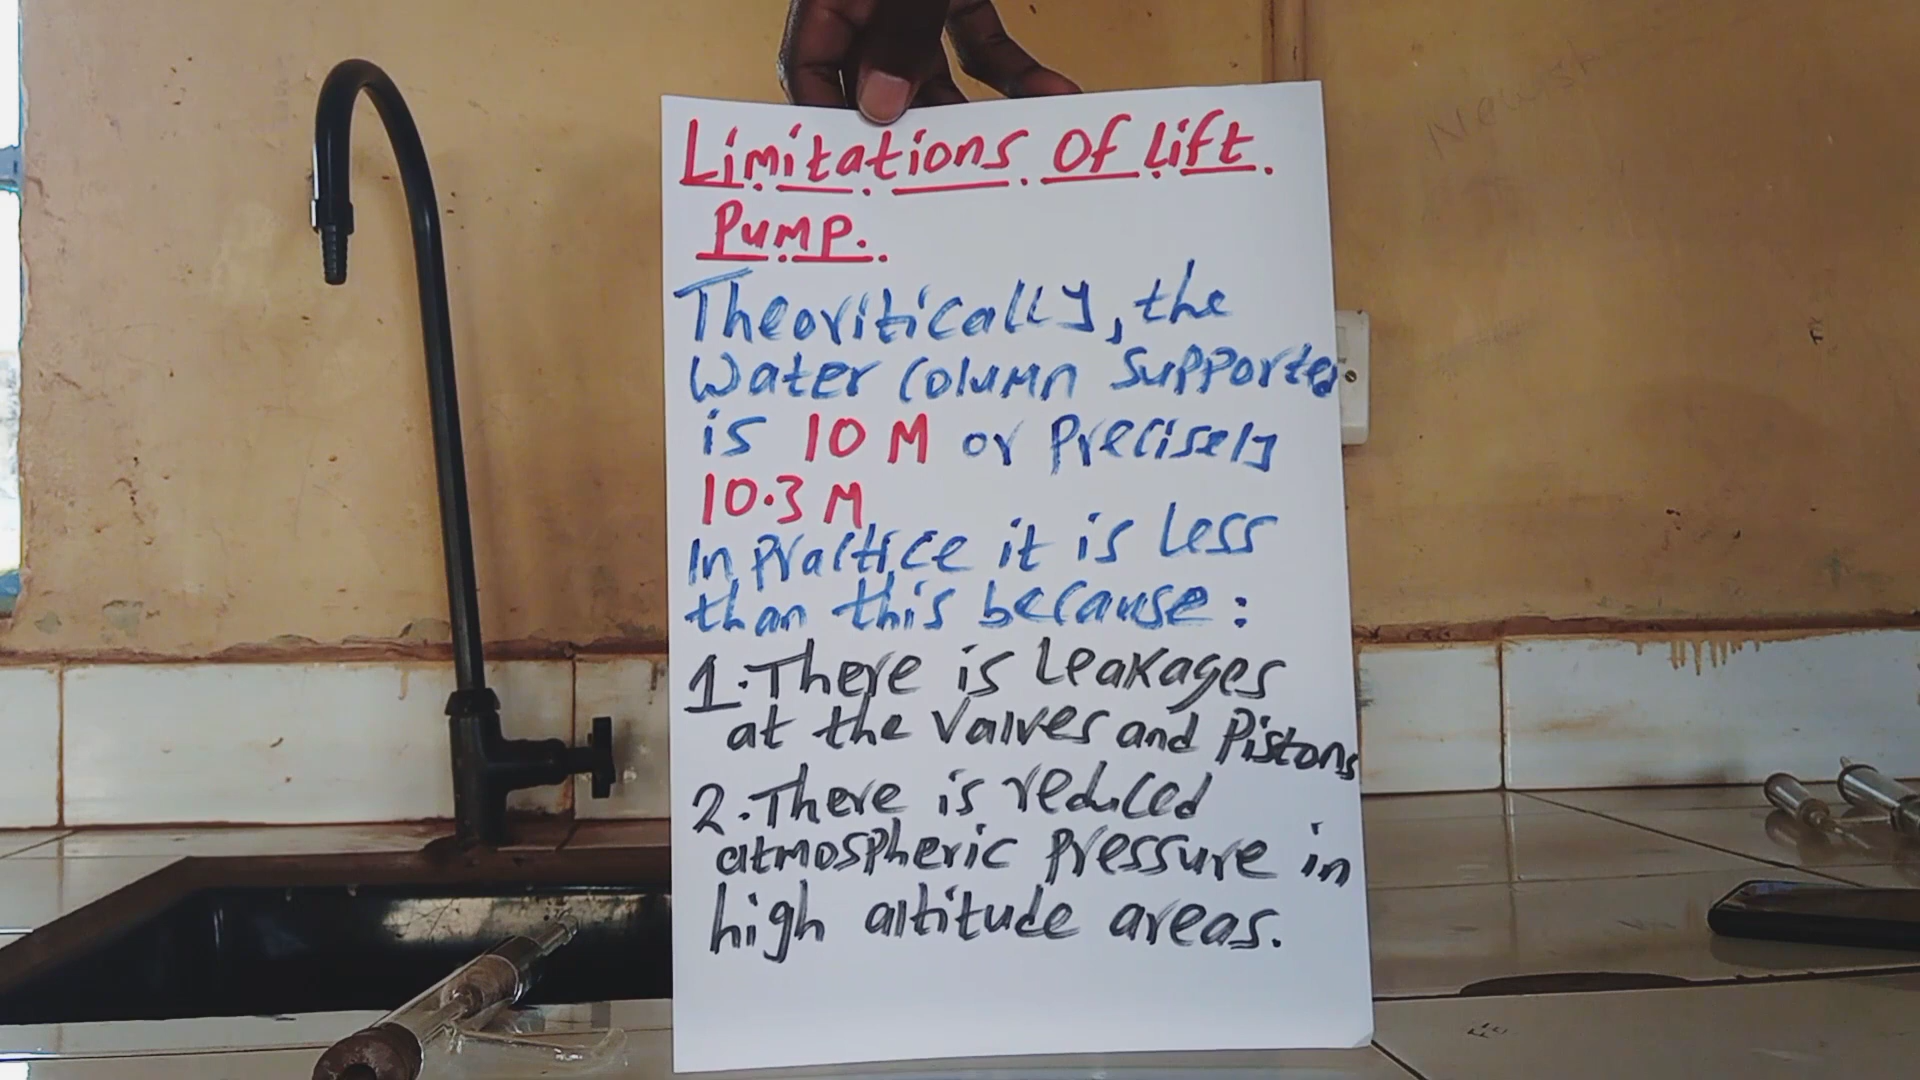 Limitations Of Lift
Pump.
Theoritically, the
Water Column Supported
is 10 M or Precisely
10.3 M
In Practice it is Less
than this because:
1. There is Leakages
at the Valves and Pistons
2. There is reduced
atmospheric Pressure in
high altitude areas.